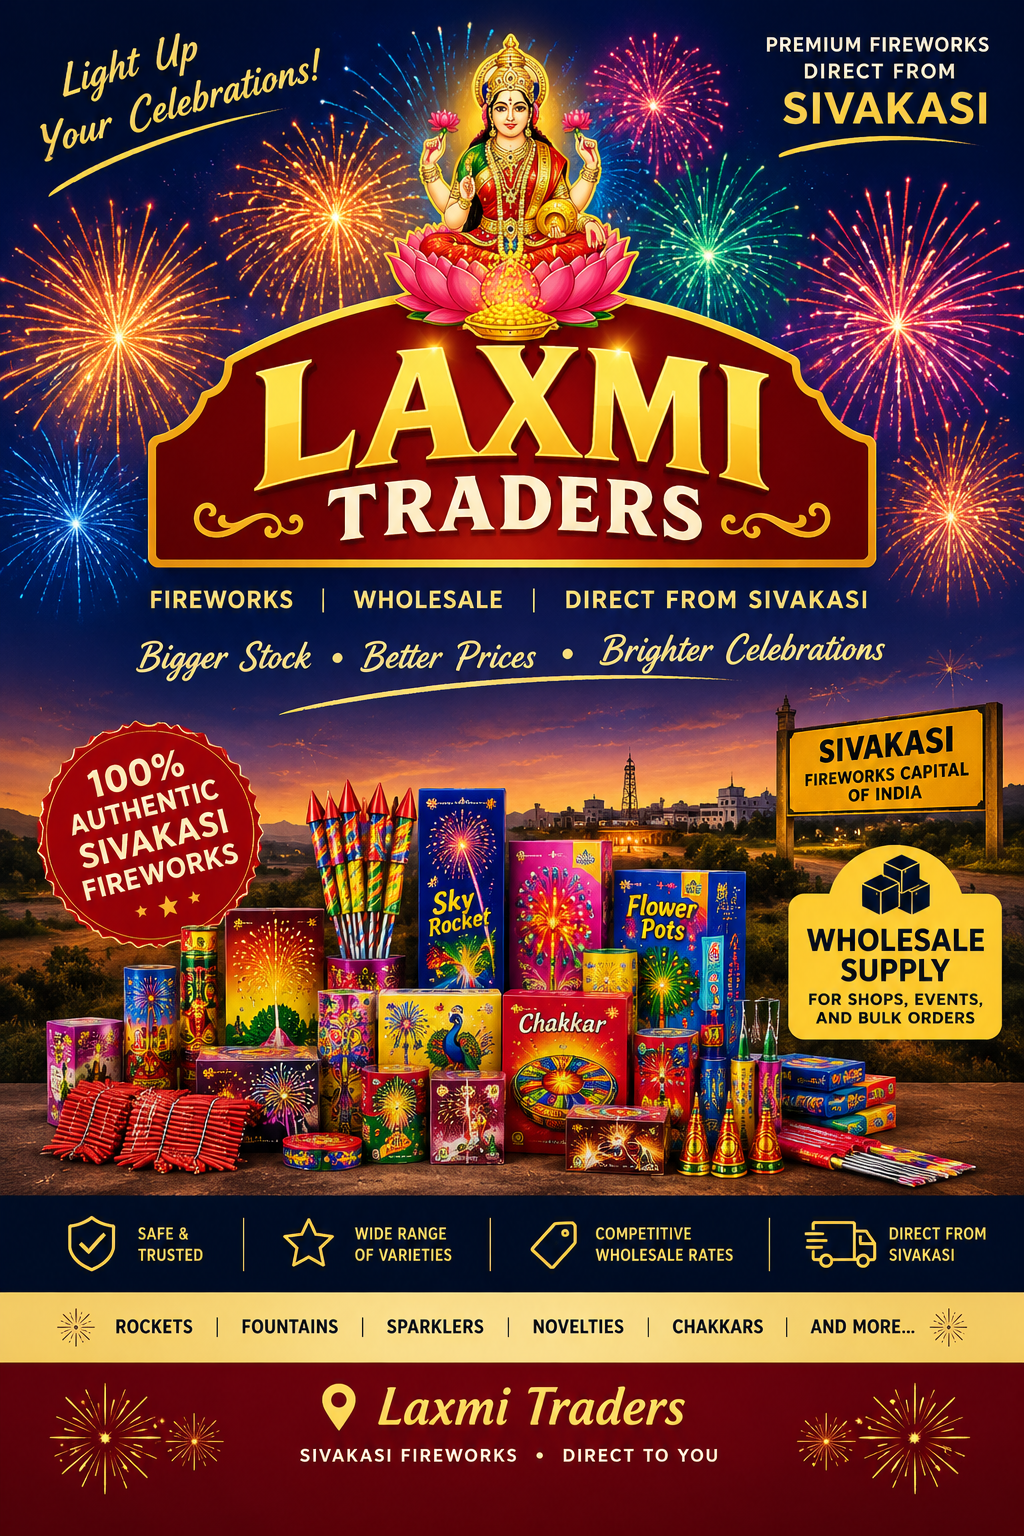 Light Up
Your Celebrations!
PREMIUM FIREWORKS
DIRECT FROM
SIVAKASI
LAXMI
TRADERS
FIREWORKS | WHOLESALE | DIRECT FROM SIVAKASI
Bigger Stock • Better Prices • Brighter Celebrations
100%
AUTHENTIC
SIVAKASI
FIREWORKS
SIVAKASI
FIREWORKS CAPITAL
OF INDIA
Sky
Rocket
Flower
Pots
Chakkar
WHOLESALE
SUPPLY
FOR SHOPS, EVENTS,
AND BULK ORDERS
SAFE &
TRUSTED
WIDE RANGE
OF VARIETIES
COMPETITIVE
WHOLESALE RATES
DIRECT FROM
SIVAKASI
ROCKETS | FOUNTAINS | SPARKLERS | NOVELTIES | CHAKKARS | AND MORE...
Laxmi Traders
SIVAKASI FIREWORKS • DIRECT TO YOU